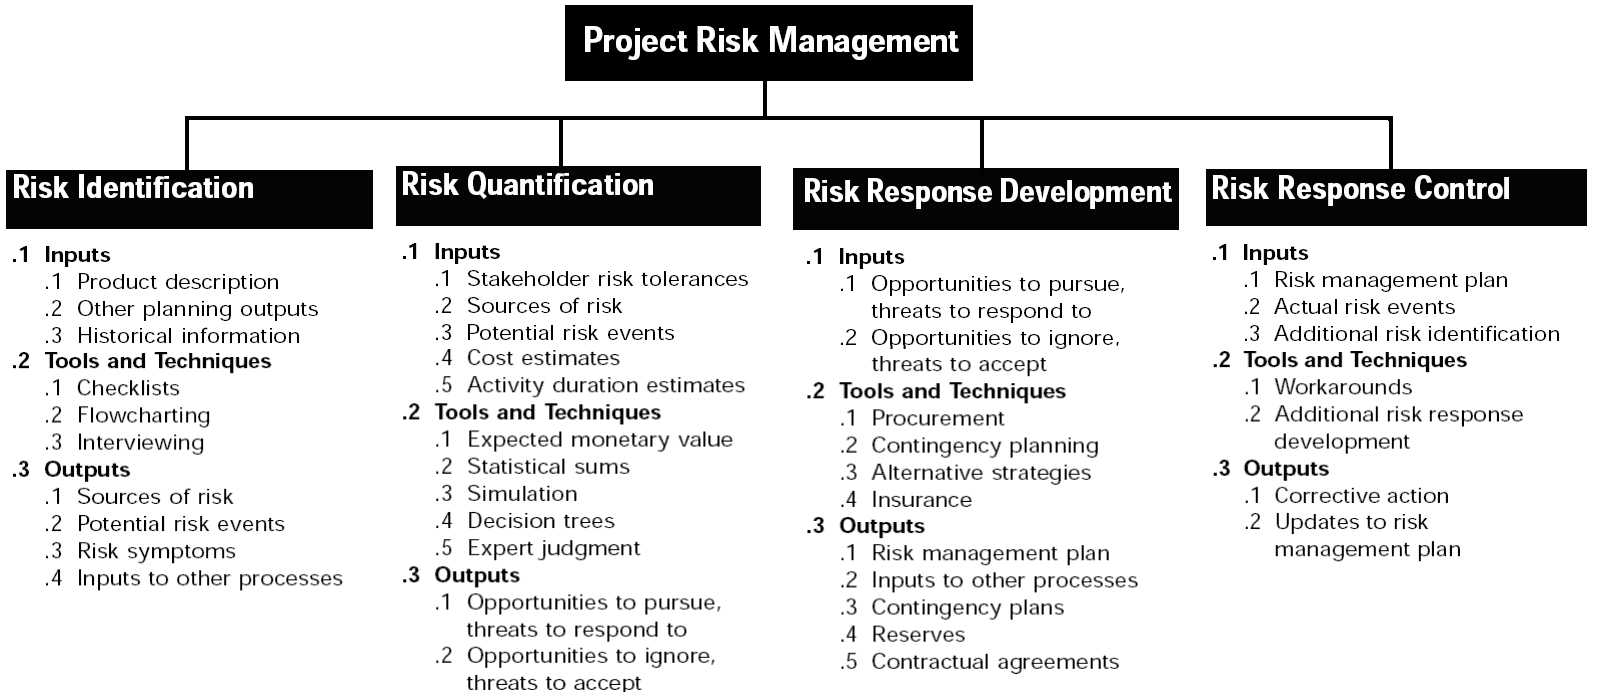 Project Risk Management
Risk Identification
.1 Inputs
.1 Product description
.2 Other planning outputs
.3 Historical information
.2 Tools and Techniques
.1 Checklists
.2 Flowcharting
.3 Interviewing
.3 Outputs
.1 Sources of risk
.2 Potential risk events
.3 Risk symptoms
.4 Inputs to other processes
Risk Quantification
.1 Inputs
.1 Stakeholder risk tolerances
.2 Sources of risk
.3 Potential risk events
.4 Cost estimates
.5 Activity duration estimates
.2 Tools and Techniques
.1 Expected monetary value
.2 Statistical sums
.3 Simulation
.4 Decision trees
.5 Expert judgment
.3 Outputs
.1 Opportunities to pursue,
threats to respond to
.2 Opportunities to ignore,
threats to accept
Risk Response Development
.1 Inputs
.1 Opportunities to pursue,
threats to respond to
.2 Opportunities to ignore,
threats to accept
.2 Tools and Techniques
.1 Procurement
.2 Contingency planning
.3 Alternative strategies
.4 Insurance
.3 Outputs
.1 Risk management plan
.2 Inputs to other processes
.3 Contingency plans
.4 Reserves
.5 Contractual agreements
Risk Response Control
.1 Inputs
.1 Risk management plan
.2 Actual risk events
.3 Additional risk identification
.2 Tools and Techniques
.1 Workarounds
.2 Additional risk response
development
.3 Outputs
.1 Corrective action
.2 Updates to risk
management plan